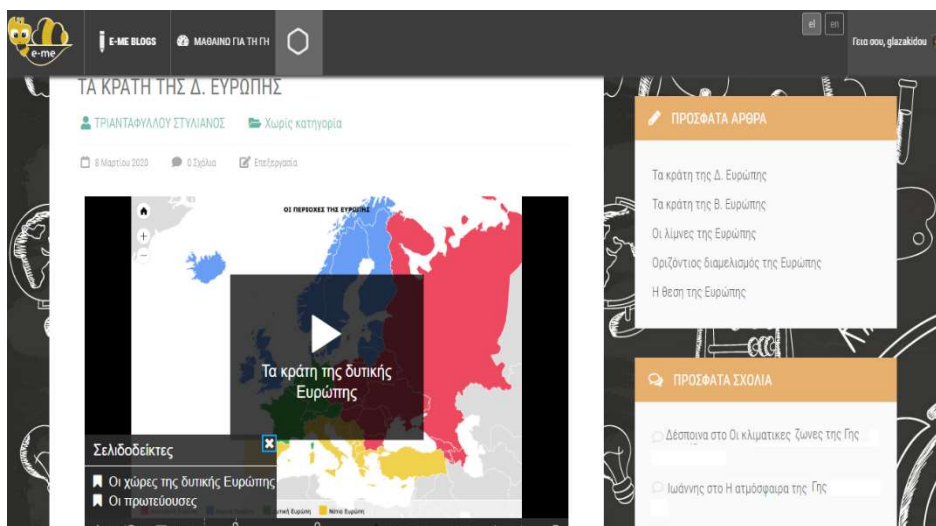 e-me
E-ME BLOGS
ΜΑΘΑΙΝΩ ΓΙΑ ΤΗ ΓΗ
el
en
Γεια σου, glazakidou
ΤΑ ΚΡΑΤΗ ΤΗΣ Δ. ΕΥΡΩΠΗΣ
ΤΡΙΑΝΤΑΦΥΛΛΟΥ ΣΤΥΛΙΑΝΟΣ
Χωρίς κατηγορία
8 Μαρτίου 2020
0 Σχόλια
Επεξεργασία
ΟΙ ΠΕΡΙΟΧΕΣ ΤΗΣ ΕΥΡΩΠΗΣ
Τα κράτη της δυτικής
Ευρώπης
Σελιδοδείκτες
Οι χώρες της δυτικής Ευρώπης
Οι πρωτεύουσες
Νότια Ευρώπη
ΠΡΟΣΦΑΤΑ ΑΡΘΡΑ
Τα κράτη της Δ. Ευρώπης
Τα κράτη της Β. Ευρώπης
Οι λίμνες της Ευρώπης
Οριζόντιος διαμελισμός της Ευρώπης
Η θεση της Ευρώπης
ΠΡΟΣΦΑΤΑ ΣΧΟΛΙΑ
Δέσποινα στο Οι κλιματικες ζωνες της Γης
Ιωάννης στο Η ατμόσφαιρα της Γης